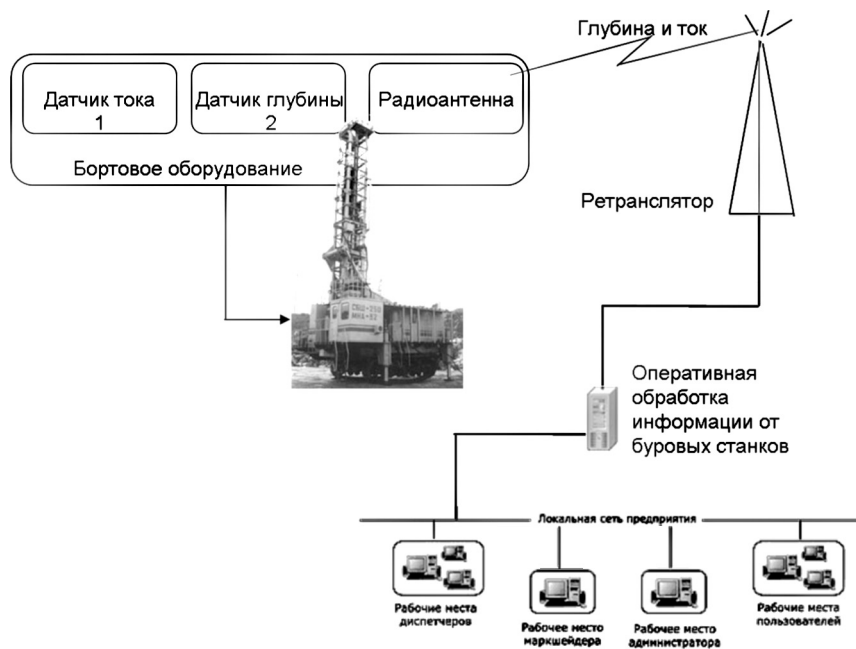 Глубина и ток
Датчик тока
1
Датчик глубины
2
Радиоантенна
Бортовое оборудование
Ретранслятор
Оперативная
обработка
информации от
буровых станков
Локальная сеть предприятия
Рабочие места
диспетчеров
Рабочее место
маркшейдера
Рабочее место
администратора
Рабочие места
пользователей